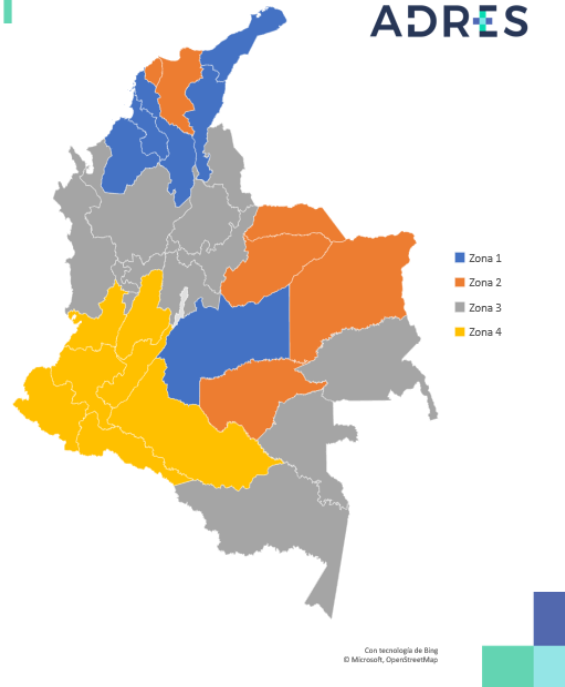 ADRES
Zona 1
Zona 2
Zona 3
Zona 4
Con tecnología de Bing
© Microsoft, OpenStreetMap